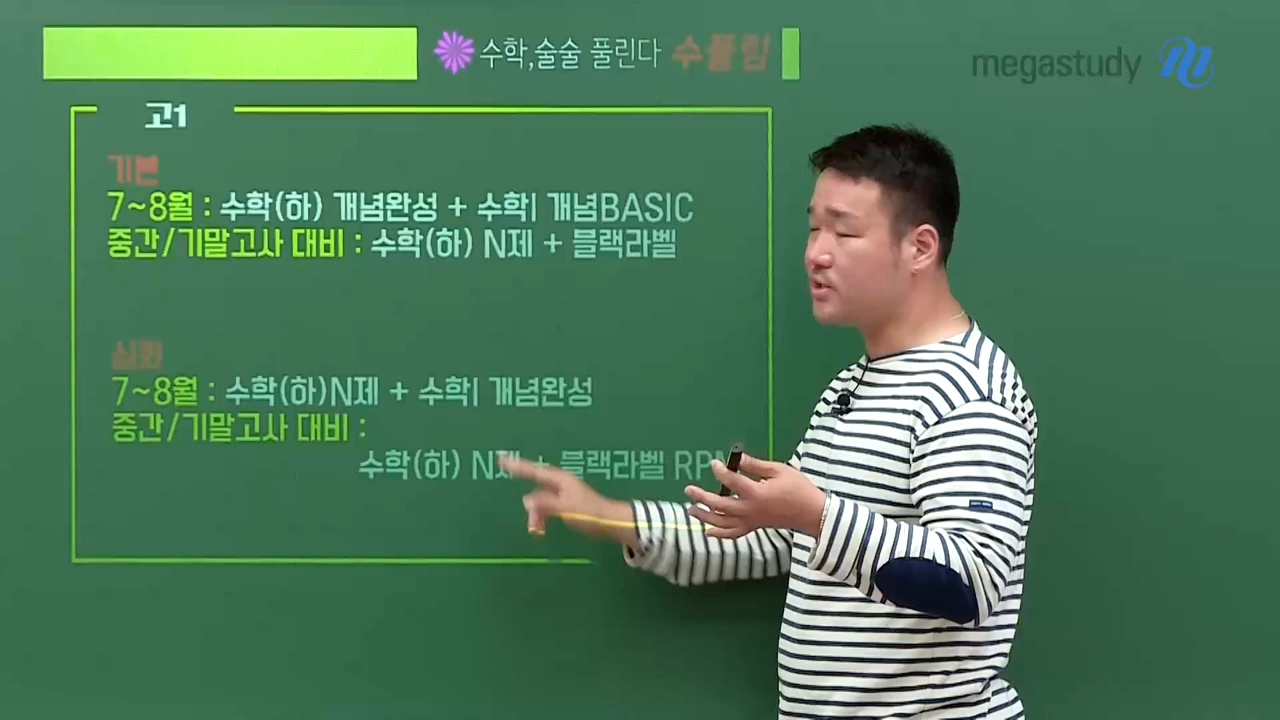 수학,술술 풀린다 수풀림
megastudy
고1
기본
7~8월 : 수학(하) 개념완성 + 수학I 개념BASIC
중간/기말고사 대비 : 수학(하) N제 + 블랙라벨
심화
7~8월 : 수학(하)N제 + 수학I 개념완성
중간/기말고사 대비 :
수학(하) N제 + 블랙라벨 RPM